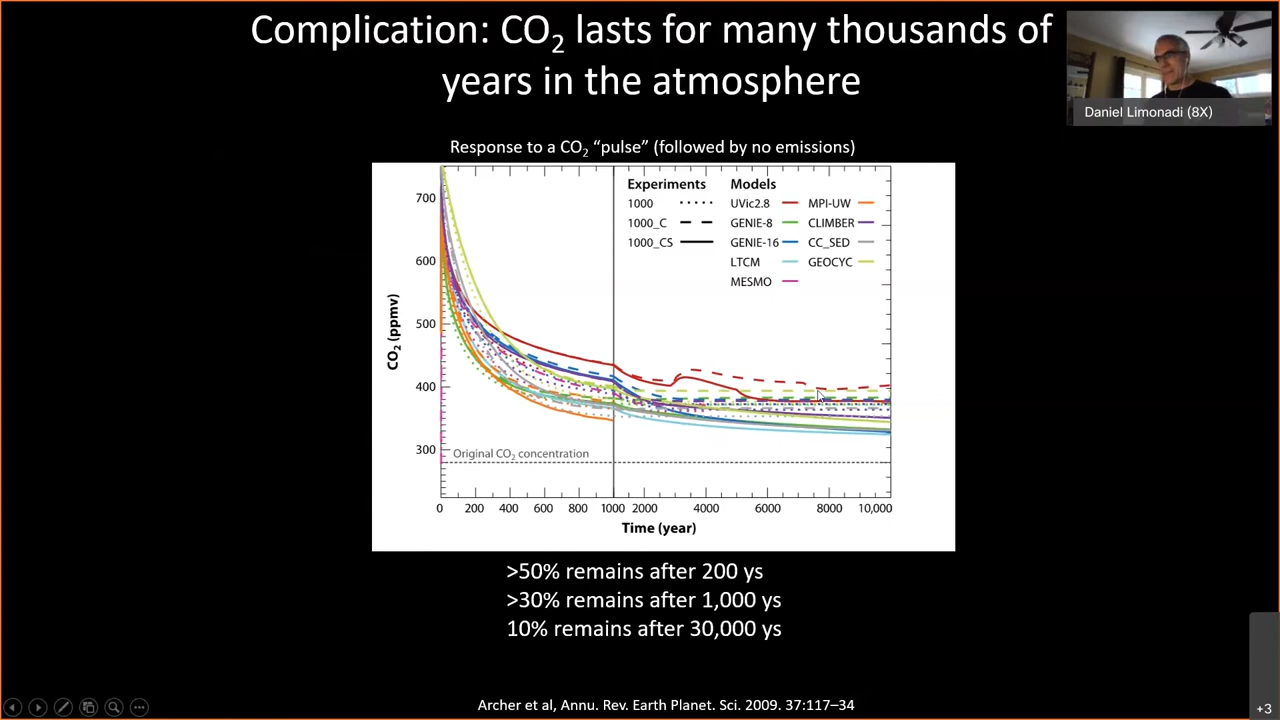 Complication: CO₂ lasts for many thousands of
years in the atmosphere
Daniel Limonadi (8X)
Response to a CO₂ “pulse” (followed by no emissions)
Experiments
1000
1000_C
1000_CS
Models
UVic2.8
GENIE-8
GENIE-16
LTCM
MESMO
MPI-UW
CLIMBER
CC_SED
GEOCYC
CO₂ (ppmv)
700
600
500
400
300
Original CO₂ concentration
0 200 400 600 800 1000 2000 4000 6000 8000 10,000
Time (year)
>50% remains after 200 ys
>30% remains after 1,000 ys
10% remains after 30,000 ys
Archer et al, Annu. Rev. Earth Planet. Sci. 2009. 37:117–34
+3